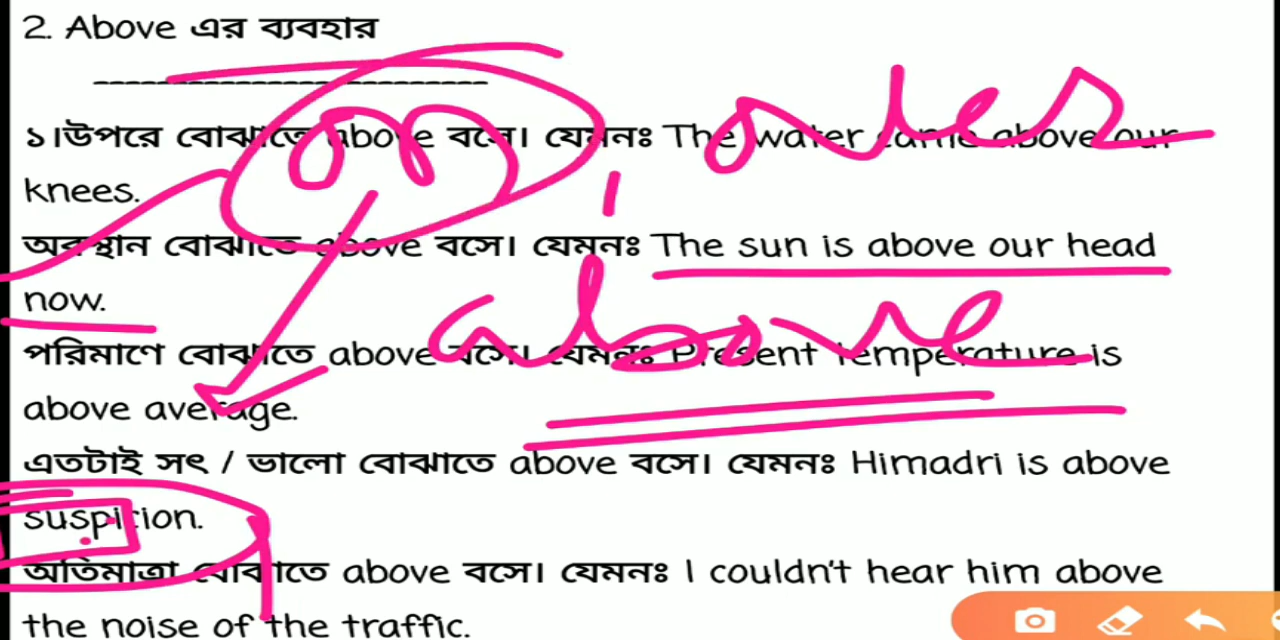 2. Above এর ব্যবহার
--------------------------
on, over
১।উপরে বোঝাতে above বসে। যেমনঃ The water came above our
knees.
অবস্থান বোঝাতে above বসে। যেমনঃ The sun is above our head
now.
above
পরিমাণে বোঝাতে above বসে। যেমনঃ Present temperature is
above average.
এতটাই সৎ / ভালো বোঝাতে above বসে। যেমনঃ Himadri is above
suspicion.
অতিমাত্রা বোঝাতে above বসে। যেমনঃ I couldn't hear him above
the noise of the traffic.